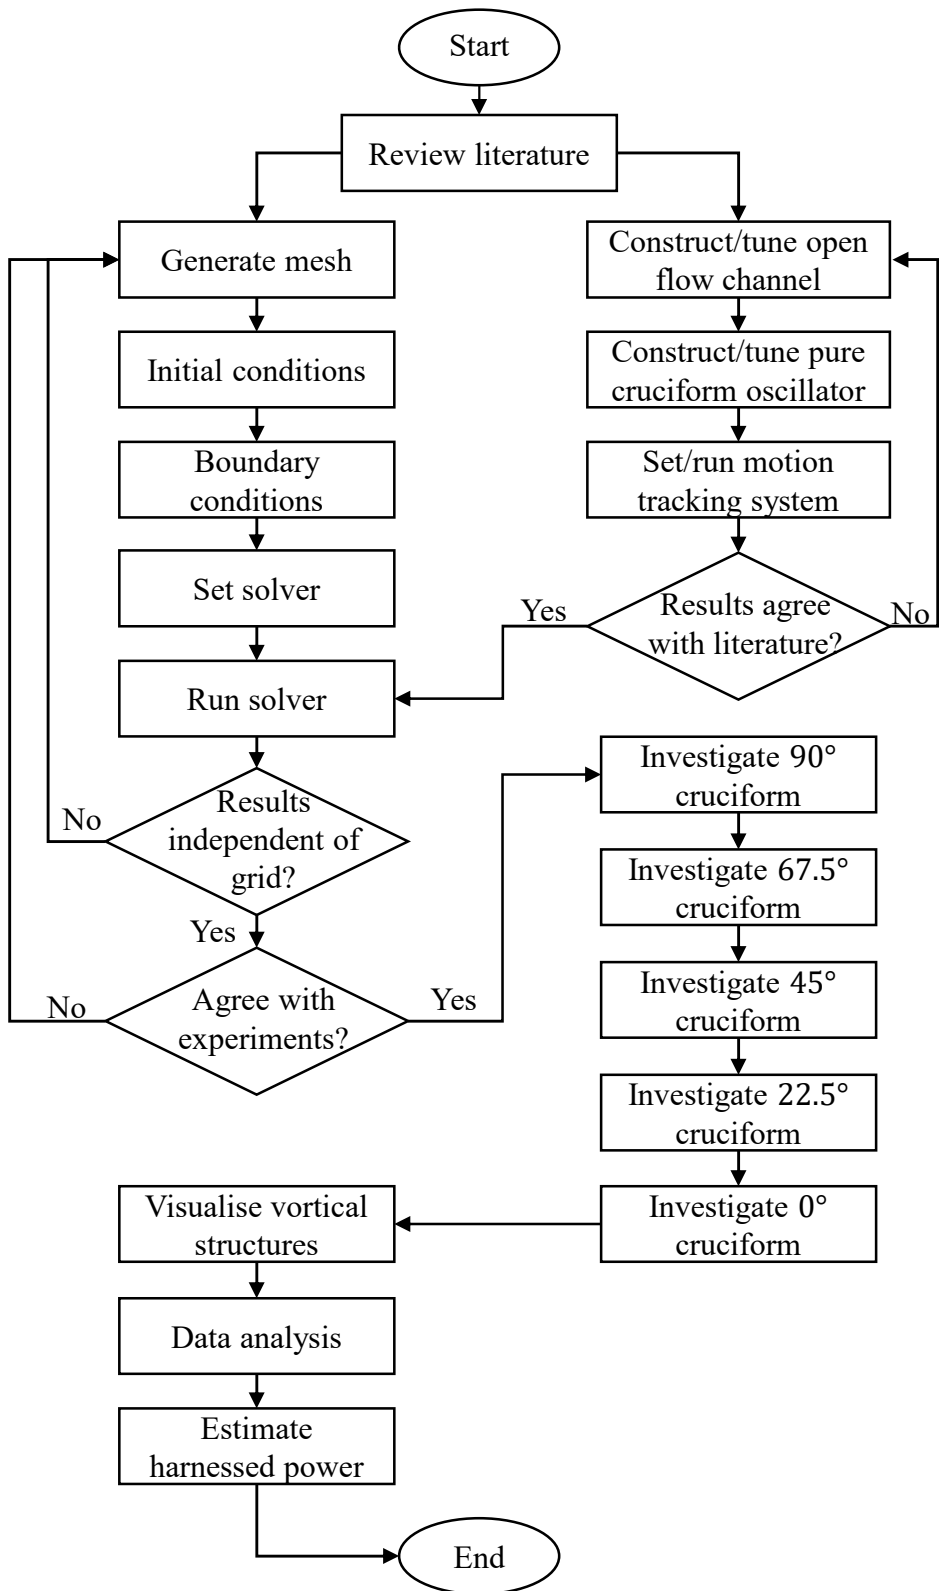 Start
Review literature
Generate mesh
Construct/tune open
flow channel
Initial conditions
Construct/tune pure
cruciform oscillator
Boundary
conditions
Set/run motion
tracking system
Set solver
Results agree
with literature?
Yes
No
Run solver
Results
independent of
grid?
No
Yes
Agree with
experiments?
No
Yes
Investigate 90°
cruciform
Investigate 67.5°
cruciform
Investigate 45°
cruciform
Investigate 22.5°
cruciform
Investigate 0°
cruciform
Visualise vortical
structures
Data analysis
Estimate
harnessed power
End